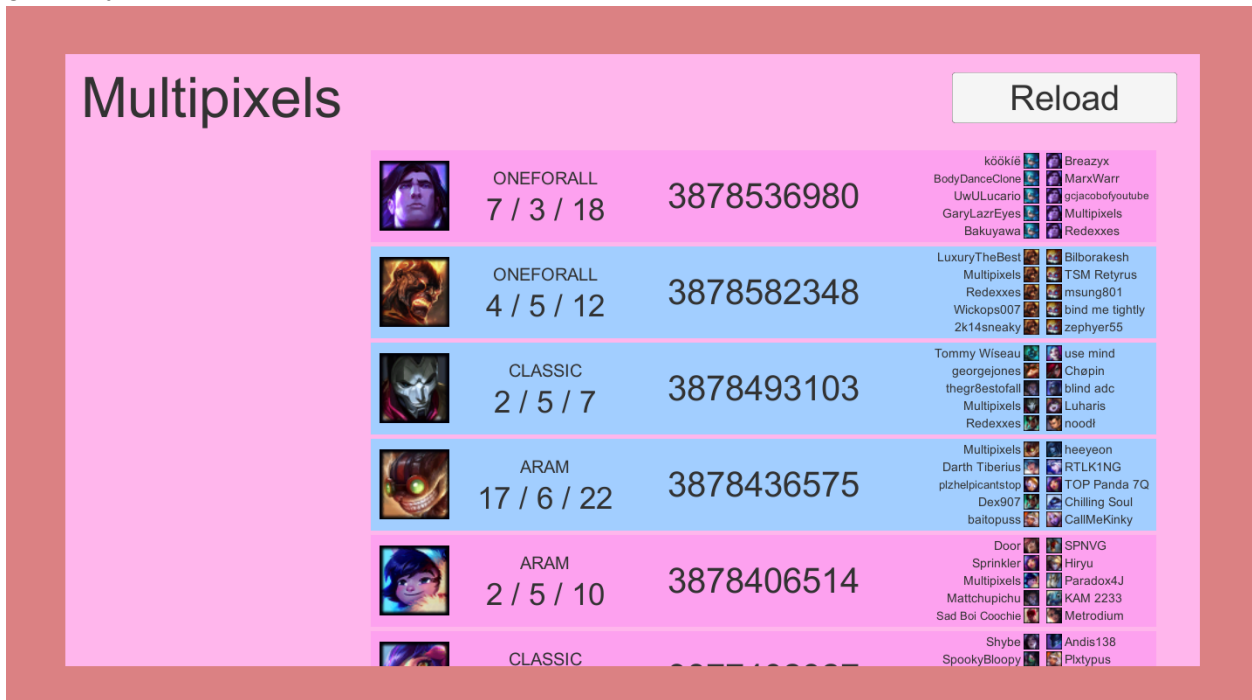 Multipixels
Reload
ONEFORALL
7 / 3 / 18
3878536980
köökíë Breazyx
BodyDanceClone MarxWarr
UwULucario gcjacobofyoutube
GaryLazrEyes Multipixels
Bakuyawa Redexxes
ONEFORALL
4 / 5 / 12
3878582348
LuxuryTheBest Bilborakesh
Multipixels TSM Retyrus
Redexxes msung801
Wickops007 bind me tightly
2k14sneaky zephyer55
CLASSIC
2 / 5 / 7
3878493103
Tommy Wíseau use mind
georgejones Chøpin
thegr8estofall blind adc
Multipixels Luharis
Redexxes noodł
ARAM
17 / 6 / 22
3878436575
Multipixels heeyeon
Darth Tiberius RTLK1NG
plzhelpicantstop TOP Panda 7Q
Dex907 Chilling Soul
baitopuss CallMeKinky
ARAM
2 / 5 / 10
3878406514
Door SPNVG
Sprinkler Hiryu
Multipixels Paradox4J
Mattchupichu KAM 2233
Sad Boi Coochie Metrodium
CLASSIC
Shybe Andis138
SpookyBloopy Plxtypus